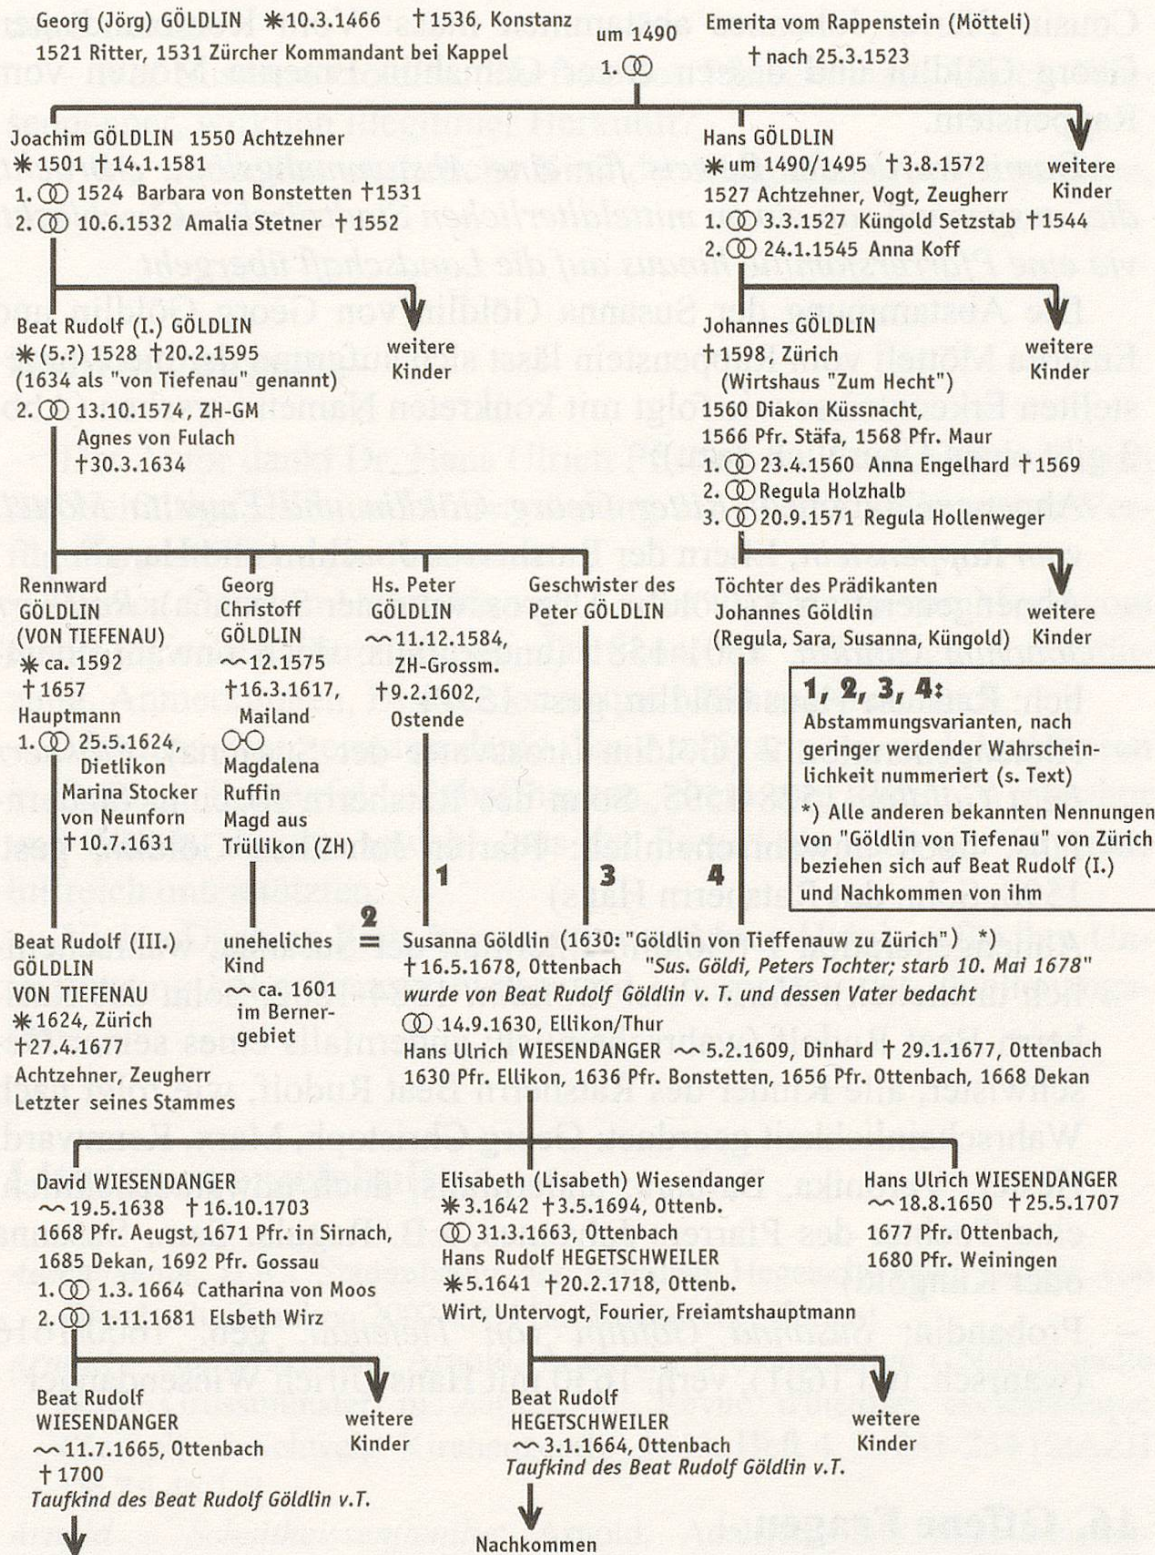 Georg (Jörg) GÖLDLIN ✱10.3.1466 †1536, Konstanz
1521 Ritter, 1531 Zürcher Kommandant bei Kappel
um 1490
1. ⚭
Emerita vom Rappenstein (Mötteli)
† nach 25.3.1523
Joachim GÖLDLIN 1550 Achtzehner
✱1501 †14.1.1581
1. ⚭ 1524 Barbara von Bonstetten †1531
2. ⚭ 10.6.1532 Amalia Stetner †1552
Hans GÖLDLIN
✱um 1490/1495 †3.8.1572
1527 Achtzehner, Vogt, Zeugherr
1. ⚭ 3.3.1527 Küngold Setzstab †1544
2. ⚭ 24.1.1545 Anna Koff
weitere
Kinder
Beat Rudolf (I.) GÖLDLIN
✱(5.?) 1528 †20.2.1595
(1634 als "von Tiefenau" genannt)
2. ⚭ 13.10.1574, ZH-GM
Agnes von Fulach
†30.3.1634
weitere
Kinder
Johannes GÖLDLIN
†1598, Zürich
(Wirtshaus "Zum Hecht")
1560 Diakon Küssnacht,
1566 Pfr. Stäfa, 1568 Pfr. Maur
1. ⚭ 23.4.1560 Anna Engelhard †1569
2. ⚭ Regula Holzhalb
3. ⚭ 20.9.1571 Regula Hollenweger
weitere
Kinder
Rennward
GÖLDLIN
(VON TIEFENAU)
✱ ca. 1592
†1657
Hauptmann
1. ⚭ 25.5.1624,
Dietlikon
Marina Stocker
von Neunforn
†10.7.1631
Georg
Christoff
GÖLDLIN
~12.1575
†16.3.1617,
Mailand
O-O
Magdalena
Ruffin
Magd aus
Trüllikon (ZH)
Hs. Peter
GÖLDLIN
~11.12.1584,
ZH-Grossm.
†9.2.1602,
Ostende
Geschwister des
Peter GÖLDLIN
Töchter des Prädikanten
Johannes Göldlin
(Regula, Sara, Susanna, Küngold)
weitere
Kinder
1, 2, 3, 4:
Abstammungsvarianten, nach
geringer werdender Wahrschein-
lichkeit nummeriert (s. Text)
*) Alle anderen bekannten Nennungen
von "Göldlin von Tiefenau" von Zürich
beziehen sich auf Beat Rudolf (I.)
und Nachkommen von ihm
1
3
4
2
=
Beat Rudolf (III.)
GÖLDLIN
VON TIEFENAU
✱1624, Zürich
†27.4.1677
Achtzehner, Zeugherr
Letzter seines Stammes
uneheliches
Kind
~ ca. 1601
im Berner-
gebiet
Susanna Göldlin (1630: "Göldlin von Tieffenauw zu Zürich") *)
†16.5.1678, Ottenbach "Sus. Göldi, Peters Tochter; starb 10. Mai 1678"
wurde von Beat Rudolf Göldlin v. T. und dessen Vater bedacht
⚭ 14.9.1630, Ellikon/Thur
Hans Ulrich WIESENDANGER ~5.2.1609, Dinhard †29.1.1677, Ottenbach
1630 Pfr. Ellikon, 1636 Pfr. Bonstetten, 1656 Pfr. Ottenbach, 1668 Dekan
David WIESENDANGER
~19.5.1638 †16.10.1703
1668 Pfr. Aeugst, 1671 Pfr. in Sirnach,
1685 Dekan, 1692 Pfr. Gossau
1. ⚭ 1.3.1664 Catharina von Moos
2. ⚭ 1.11.1681 Elsbeth Wirz
Elisabeth (Lisabeth) Wiesendanger
✱3.1642 †3.5.1694, Ottenb.
⚭ 31.3.1663, Ottenbach
Hans Rudolf HEGETSCHWEILER
✱5.1641 †20.2.1718, Ottenb.
Wirt, Untervogt, Fourier, Freiamtshauptmann
Hans Ulrich WIESENDANGER
~18.8.1650 †25.5.1707
1677 Pfr. Ottenbach,
1680 Pfr. Weiningen
Beat Rudolf
WIESENDANGER
~11.7.1665, Ottenbach
†1700
Taufkind des Beat Rudolf Göldlin v.T.
weitere
Kinder
Beat Rudolf
HEGETSCHWEILER
~3.1.1664, Ottenbach
Taufkind des Beat Rudolf Göldlin v.T.
weitere
Kinder
Nachkommen